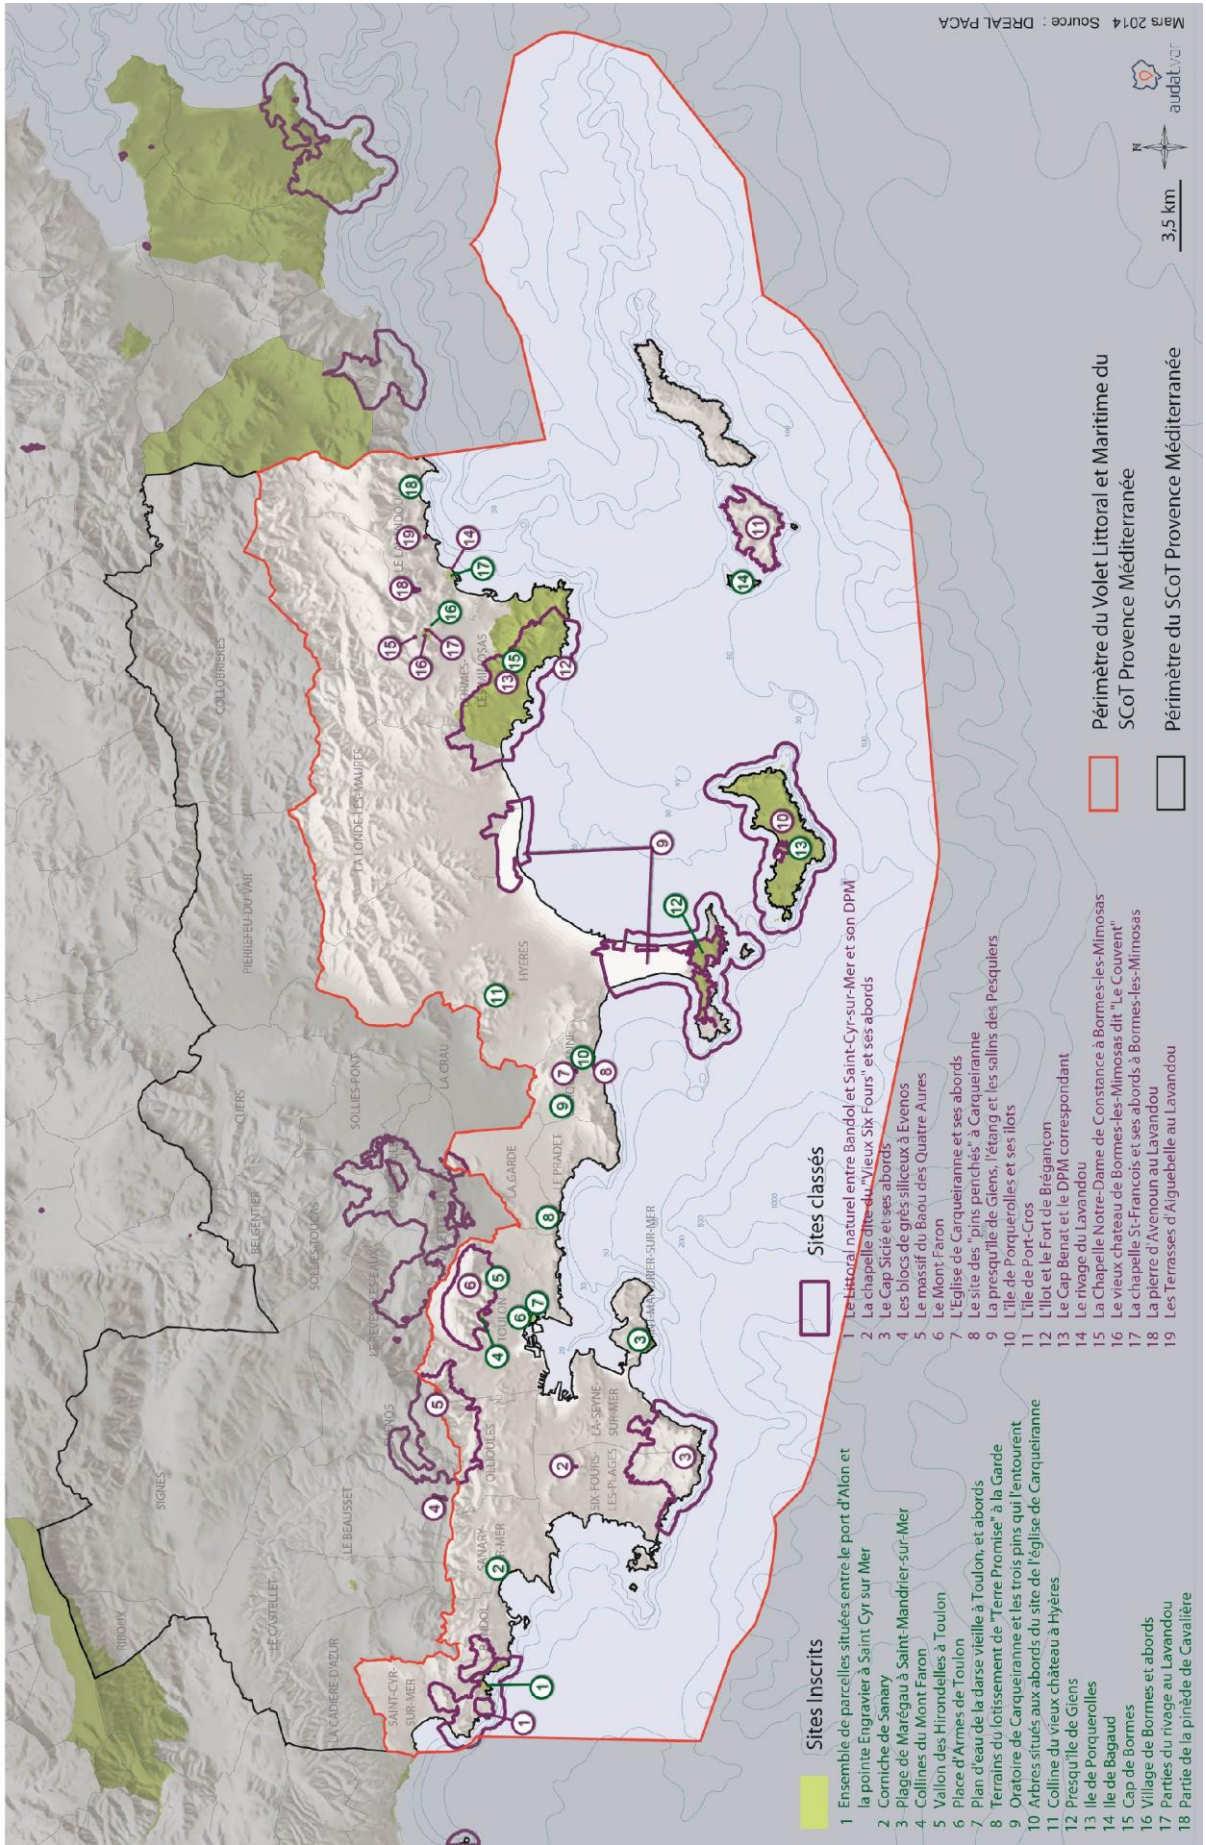 Mars 2014 Source : DREAL PACA
audat.var
N
3,5 km
Périmètre du Volet Littoral et Maritime du
SCoT Provence Méditerranée
Périmètre du SCoT Provence Méditerranée
Sites Inscrits
1 Ensemble de parcelles situées entre le port d'Alon et
la pointe Engravier à Saint Cyr sur Mer
2 Corniche de Sanary
3 Plage de Marégau à Saint-Mandrier-sur-Mer
4 Collines du Mont Faron
5 Vallon des Hirondelles à Toulon
6 Place d'Armes de Toulon
7 Plan d'eau de la darse vieille à Toulon, et abords
8 Terrains du lotissement de "Terre Promise" à la Garde
9 Oratoire de Carqueiranne et les trois pins qui l'entourent
10 Arbres situés aux abords du site de l'église de Carqueiranne
11 Colline du vieux château à Hyères
12 Presqu'île de Giens
13 Ile de Porquerolles
14 Ile de Bagaud
15 Cap de Bormes
16 Village de Bormes et abords
17 Parties du rivage au Lavandou
18 Partie de la pinède de Cavalière
Sites classés
1 Le Littoral naturel entre Bandol et Saint-Cyr-sur-Mer et son DPM
2 La chapelle dite du "Vieux Six Fours" et ses abords
3 Le Cap Sicié et ses abords
4 Les blocs de grès siliceux à Evenos
5 Le massif du Baou des Quatre Aures
6 Le Mont Faron
7 L'Eglise de Carqueiranne et ses abords
8 Le site des "pins penchés" à Carqueiranne
9 La presqu'île de Giens, l'étang et les salins des Pesquiers
10 L'île de Porquerolles et ses ilots
11 L'île de Port-Cros
12 L'Ilot et le Fort de Brégançon
13 Le Cap Benat et le DPM correspondant
14 Le rivage du Lavandou
15 La Chapelle Notre-Dame de Constance à Bormes-les-Mimosas
16 Le vieux chateau de Bormes-les-Mimosas dit "Le Couvent"
17 La chapelle St-Francois et ses abords à Bormes-les-Mimosas
18 La pierre d'Avenoun au Lavandou
19 Les Terrasses d'Aiguebelle au Lavandou
RIBOUX
SIGNES
LE CASTELLET
LE BEAUSSET
LA CADIERE D'AZUR
SAINT-CYR-
SUR-MER
OLLIOULES
SIX-FOURS-
LES-PLAGES
LA-SEYNE-
SUR-MER
TOULON
BELGENTIER
SOLLIES-TOUCAS
CUERS
SOLLIES-PONT
LA CRAU
LA GARDE
LE PRADET
HYERES
PIERREFEU-DU-VAR
COLLOBRIERES
LA LONDE-LES-MAURES